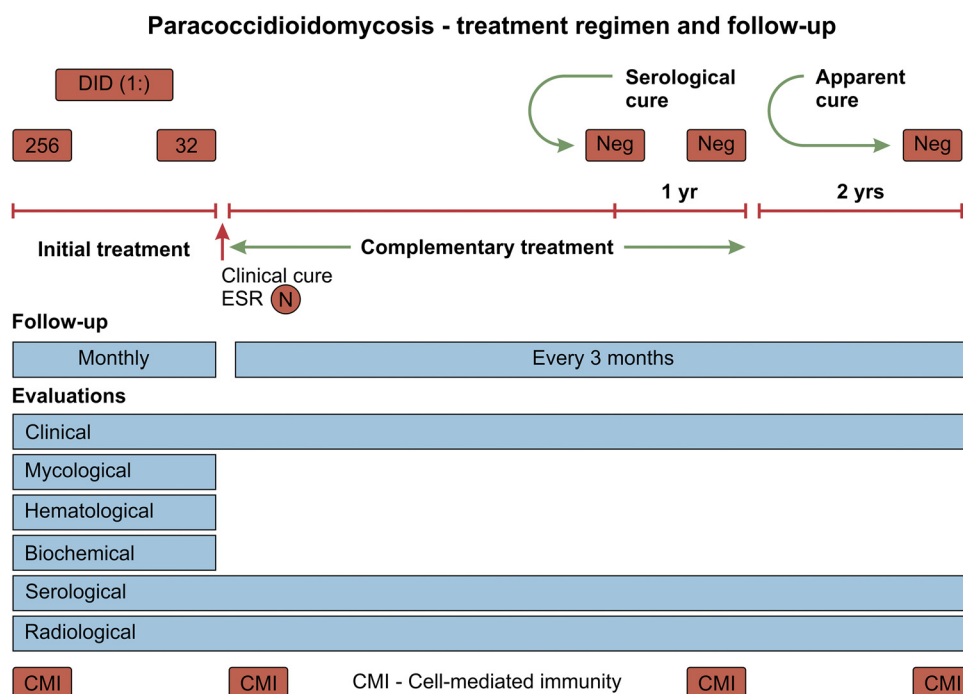 Paracoccidioidomycosis - treatment regimen and follow-up
DID (1:)
Serological
cure
Apparent
cure
256
32
Neg
Neg
Neg
1 yr
2 yrs
Initial treatment
Complementary treatment
Clinical cure
ESR N
Follow-up
Monthly
Every 3 months
Evaluations
Clinical
Mycological
Hematological
Biochemical
Serological
Radiological
CMI
CMI
CMI - Cell-mediated immunity
CMI
CMI